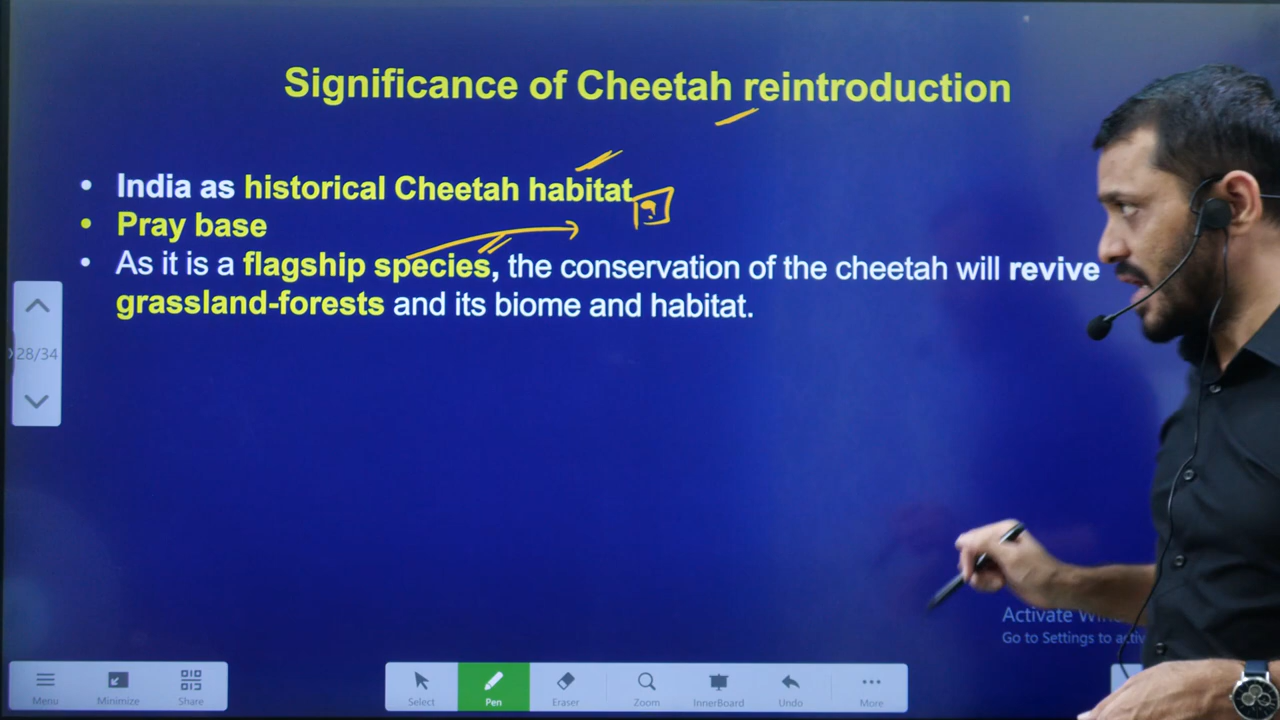 Significance of Cheetah reintroduction
• India as historical Cheetah habitat
?
• Pray base
• As it is a flagship species, the conservation of the cheetah will revive
grassland-forests and its biome and habitat.
28/34
Activate
Go to Settings to activ
Menu Minimize Share
Select Pen Eraser Zoom InnerBoard Undo More